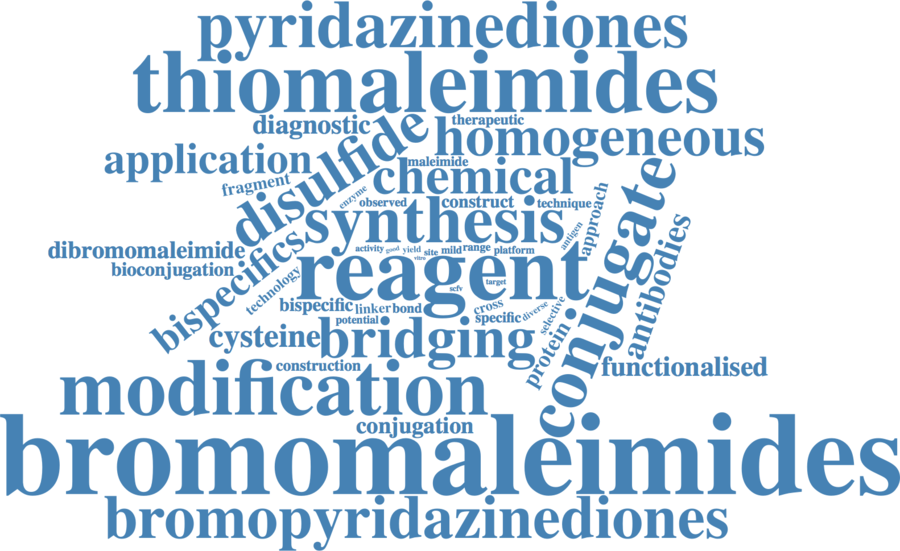 pyridazinediones
thiomaleimides
diagnostic
therapeutic
disulfide
homogeneous
application
maleimide
chemical
fragment
enzyme
observed
construct
technique
approach
conjugate
synthesis
antigen
antibodies
dibromomaleimide
bispecifics
activity
good
yield
site
mild
range
platform
vitro
bioconjugation
technology
reagent
target
scfv
bispecific
linker
bond
cross
specific
diverse
selective
potential
cysteine
bridging
protein
construction
functionalised
modification
conjugation
bromomaleimides
bromopyridazinediones